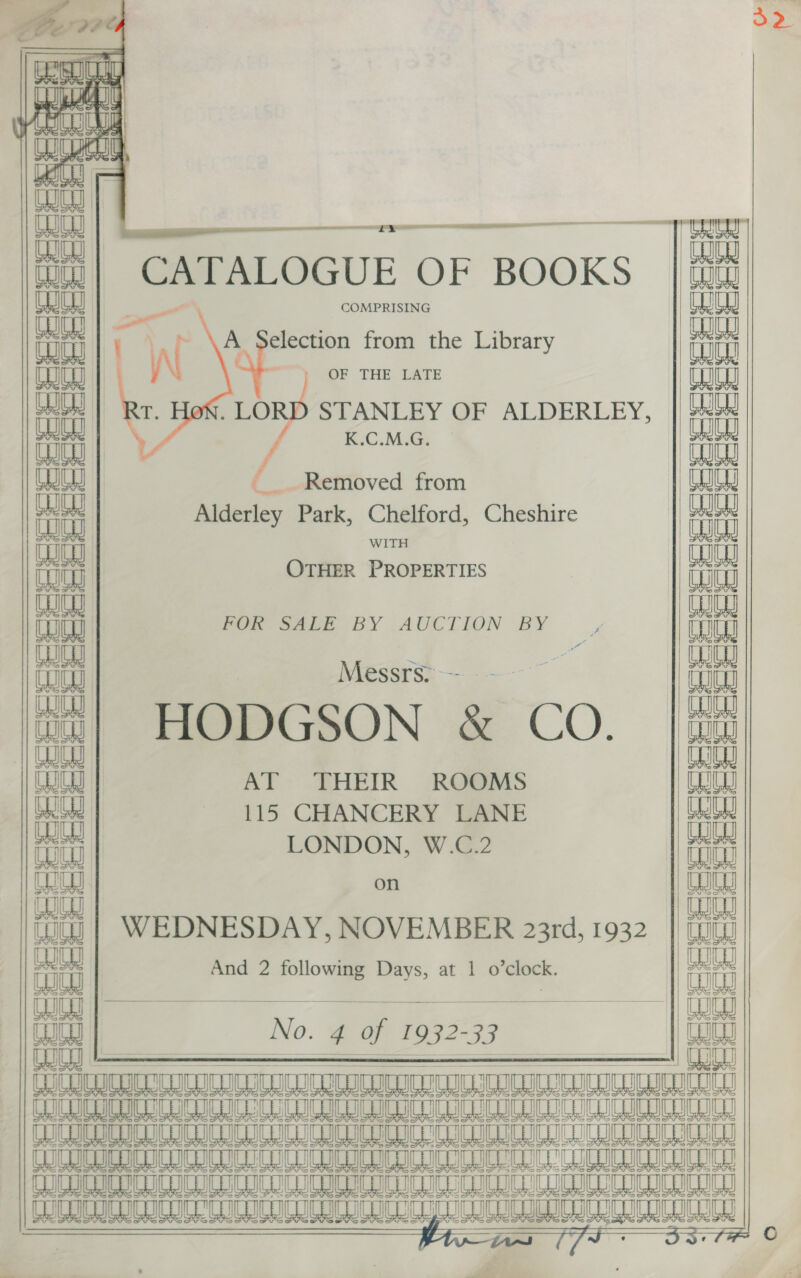 32
A
CATALOGUE OF BOOKS
COMPRISING
A Selection from the Library
OF THE LATE
RT. HON. LORD STANLEY OF ALDERLEY,
K.C.M.G.
Removed from
Alderley Park, Chelford, Cheshire
WITH
OTHER PROPERTIES
FOR SALE BY AUCTION BY
Messrs.
HODGSON & CO.
AT THEIR ROOMS
115 CHANCERY LANE
LONDON, W.C.2
on
WEDNESDAY, NOVEMBER 23rd, 1932
And 2 following Days, at 1 o'clock.
No. 4 of 1932-33